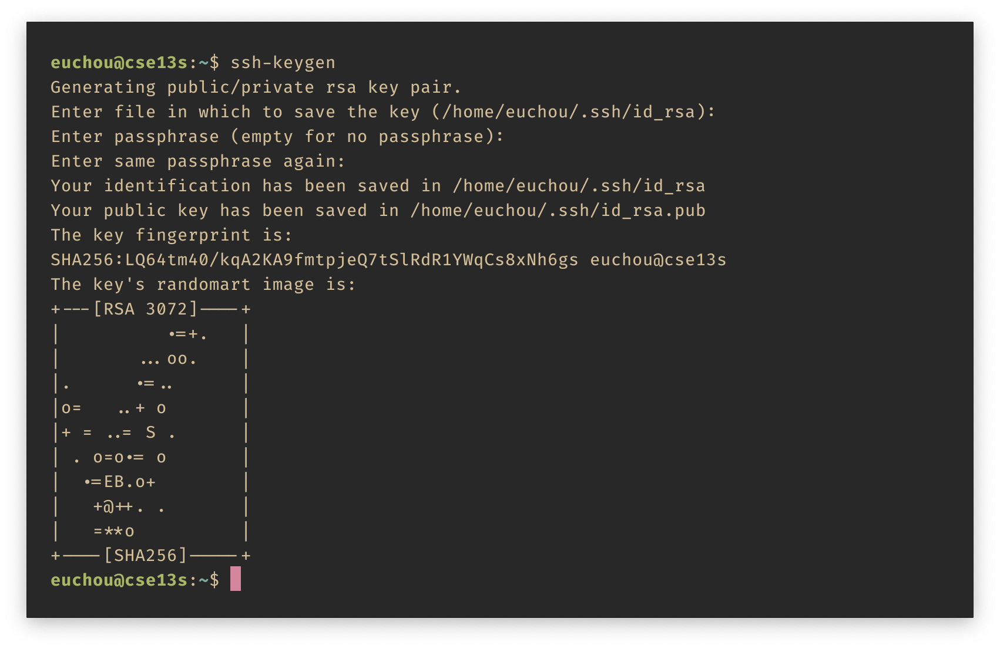 euchou@cse13s:~$ ssh-keygen
Generating public/private rsa key pair.
Enter file in which to save the key (/home/euchou/.ssh/id_rsa):
Enter passphrase (empty for no passphrase):
Enter same passphrase again:
Your identification has been saved in /home/euchou/.ssh/id_rsa
Your public key has been saved in /home/euchou/.ssh/id_rsa.pub
The key fingerprint is:
SHA256:LQ64tm40/kqA2KA9fmtpjeQ7tSlRdR1YWqCs8xNh6gs euchou@cse13s
The key's randomart image is:
+---[RSA 3072]----+
|          .=+.   |
|        ...oo.   |
|.      .= ..     |
|o=    ..+ o      |
|+ =  ..= S .     |
| . o=o.= o       |
|  .=EB.o+        |
|   +@++. .       |
|   =**o          |
+----[SHA256]-----+
euchou@cse13s:~$